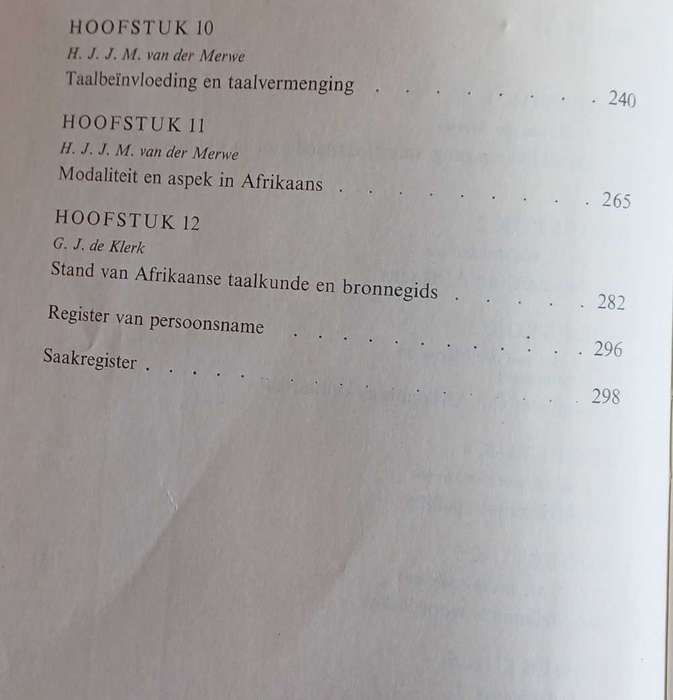 HOOFSTUK 10
H. J. J. M. van der Merwe
Taalbeïnvloeding en taalvermenging . . . . . . . . 240
HOOFSTUK 11
H. J. J. M. van der Merwe
Modaliteit en aspek in Afrikaans . . . . . . . . . 265
HOOFSTUK 12
G. J. de Klerk
Stand van Afrikaanse taalkunde en bronnegids . . . . . 282
Register van persoonsname . . . . . . . . . . . 296
Saakregister . . . . . . . . . . . . . . . . . 298